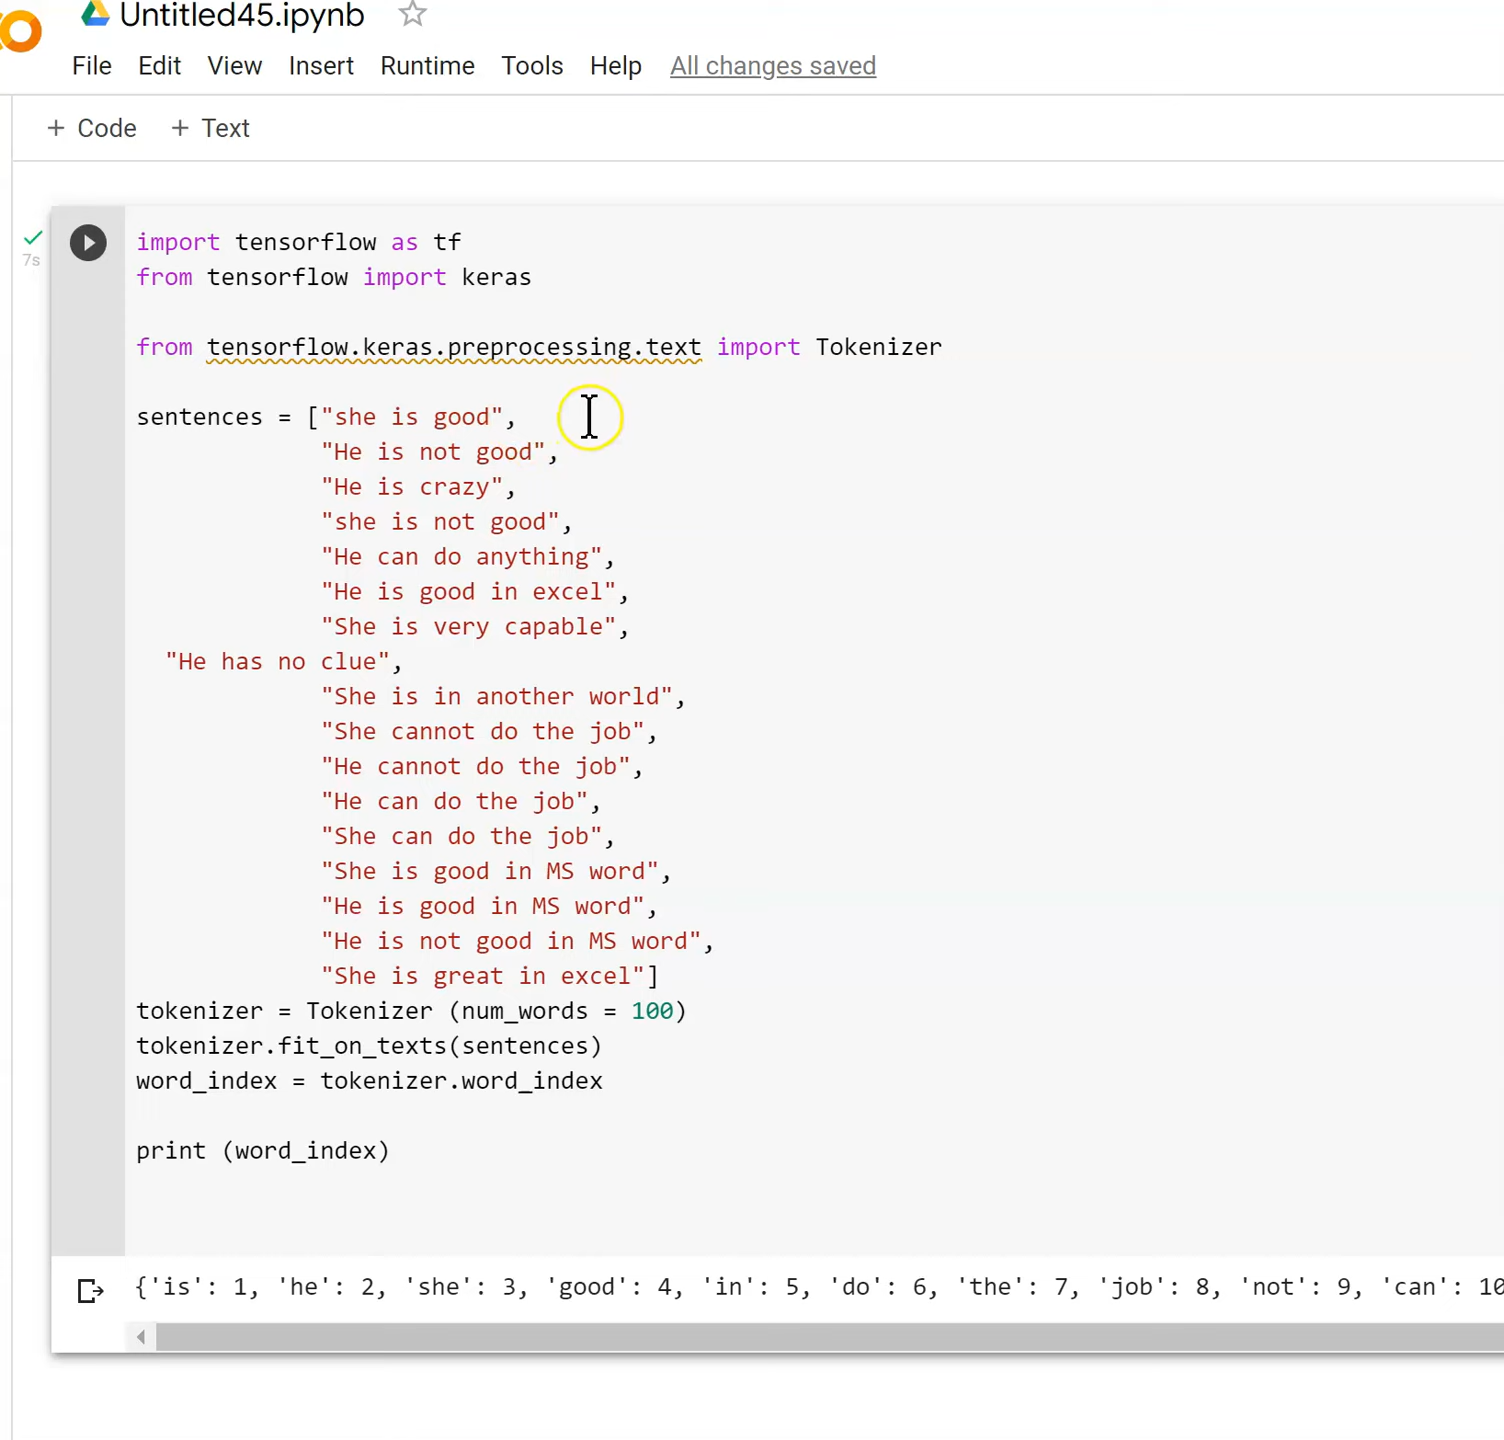 Untitled45.ipynb
File Edit View Insert Runtime Tools Help All changes saved
+ Code + Text
7s
import tensorflow as tf
from tensorflow import keras
from tensorflow.keras.preprocessing.text import Tokenizer
sentences = ["she is good",
"He is not good",
"He is crazy",
"she is not good",
"He can do anything",
"He is good in excel",
"She is very capable",
"He has no clue",
"She is in another world",
"She cannot do the job",
"He cannot do the job",
"He can do the job",
"She can do the job",
"She is good in MS word",
"He is good in MS word",
"He is not good in MS word",
"She is great in excel"]
tokenizer = Tokenizer (num_words = 100)
tokenizer.fit_on_texts(sentences)
word_index = tokenizer.word_index
print (word_index)
{'is': 1, 'he': 2, 'she': 3, 'good': 4, 'in': 5, 'do': 6, 'the': 7, 'job': 8, 'not': 9, 'can': 10